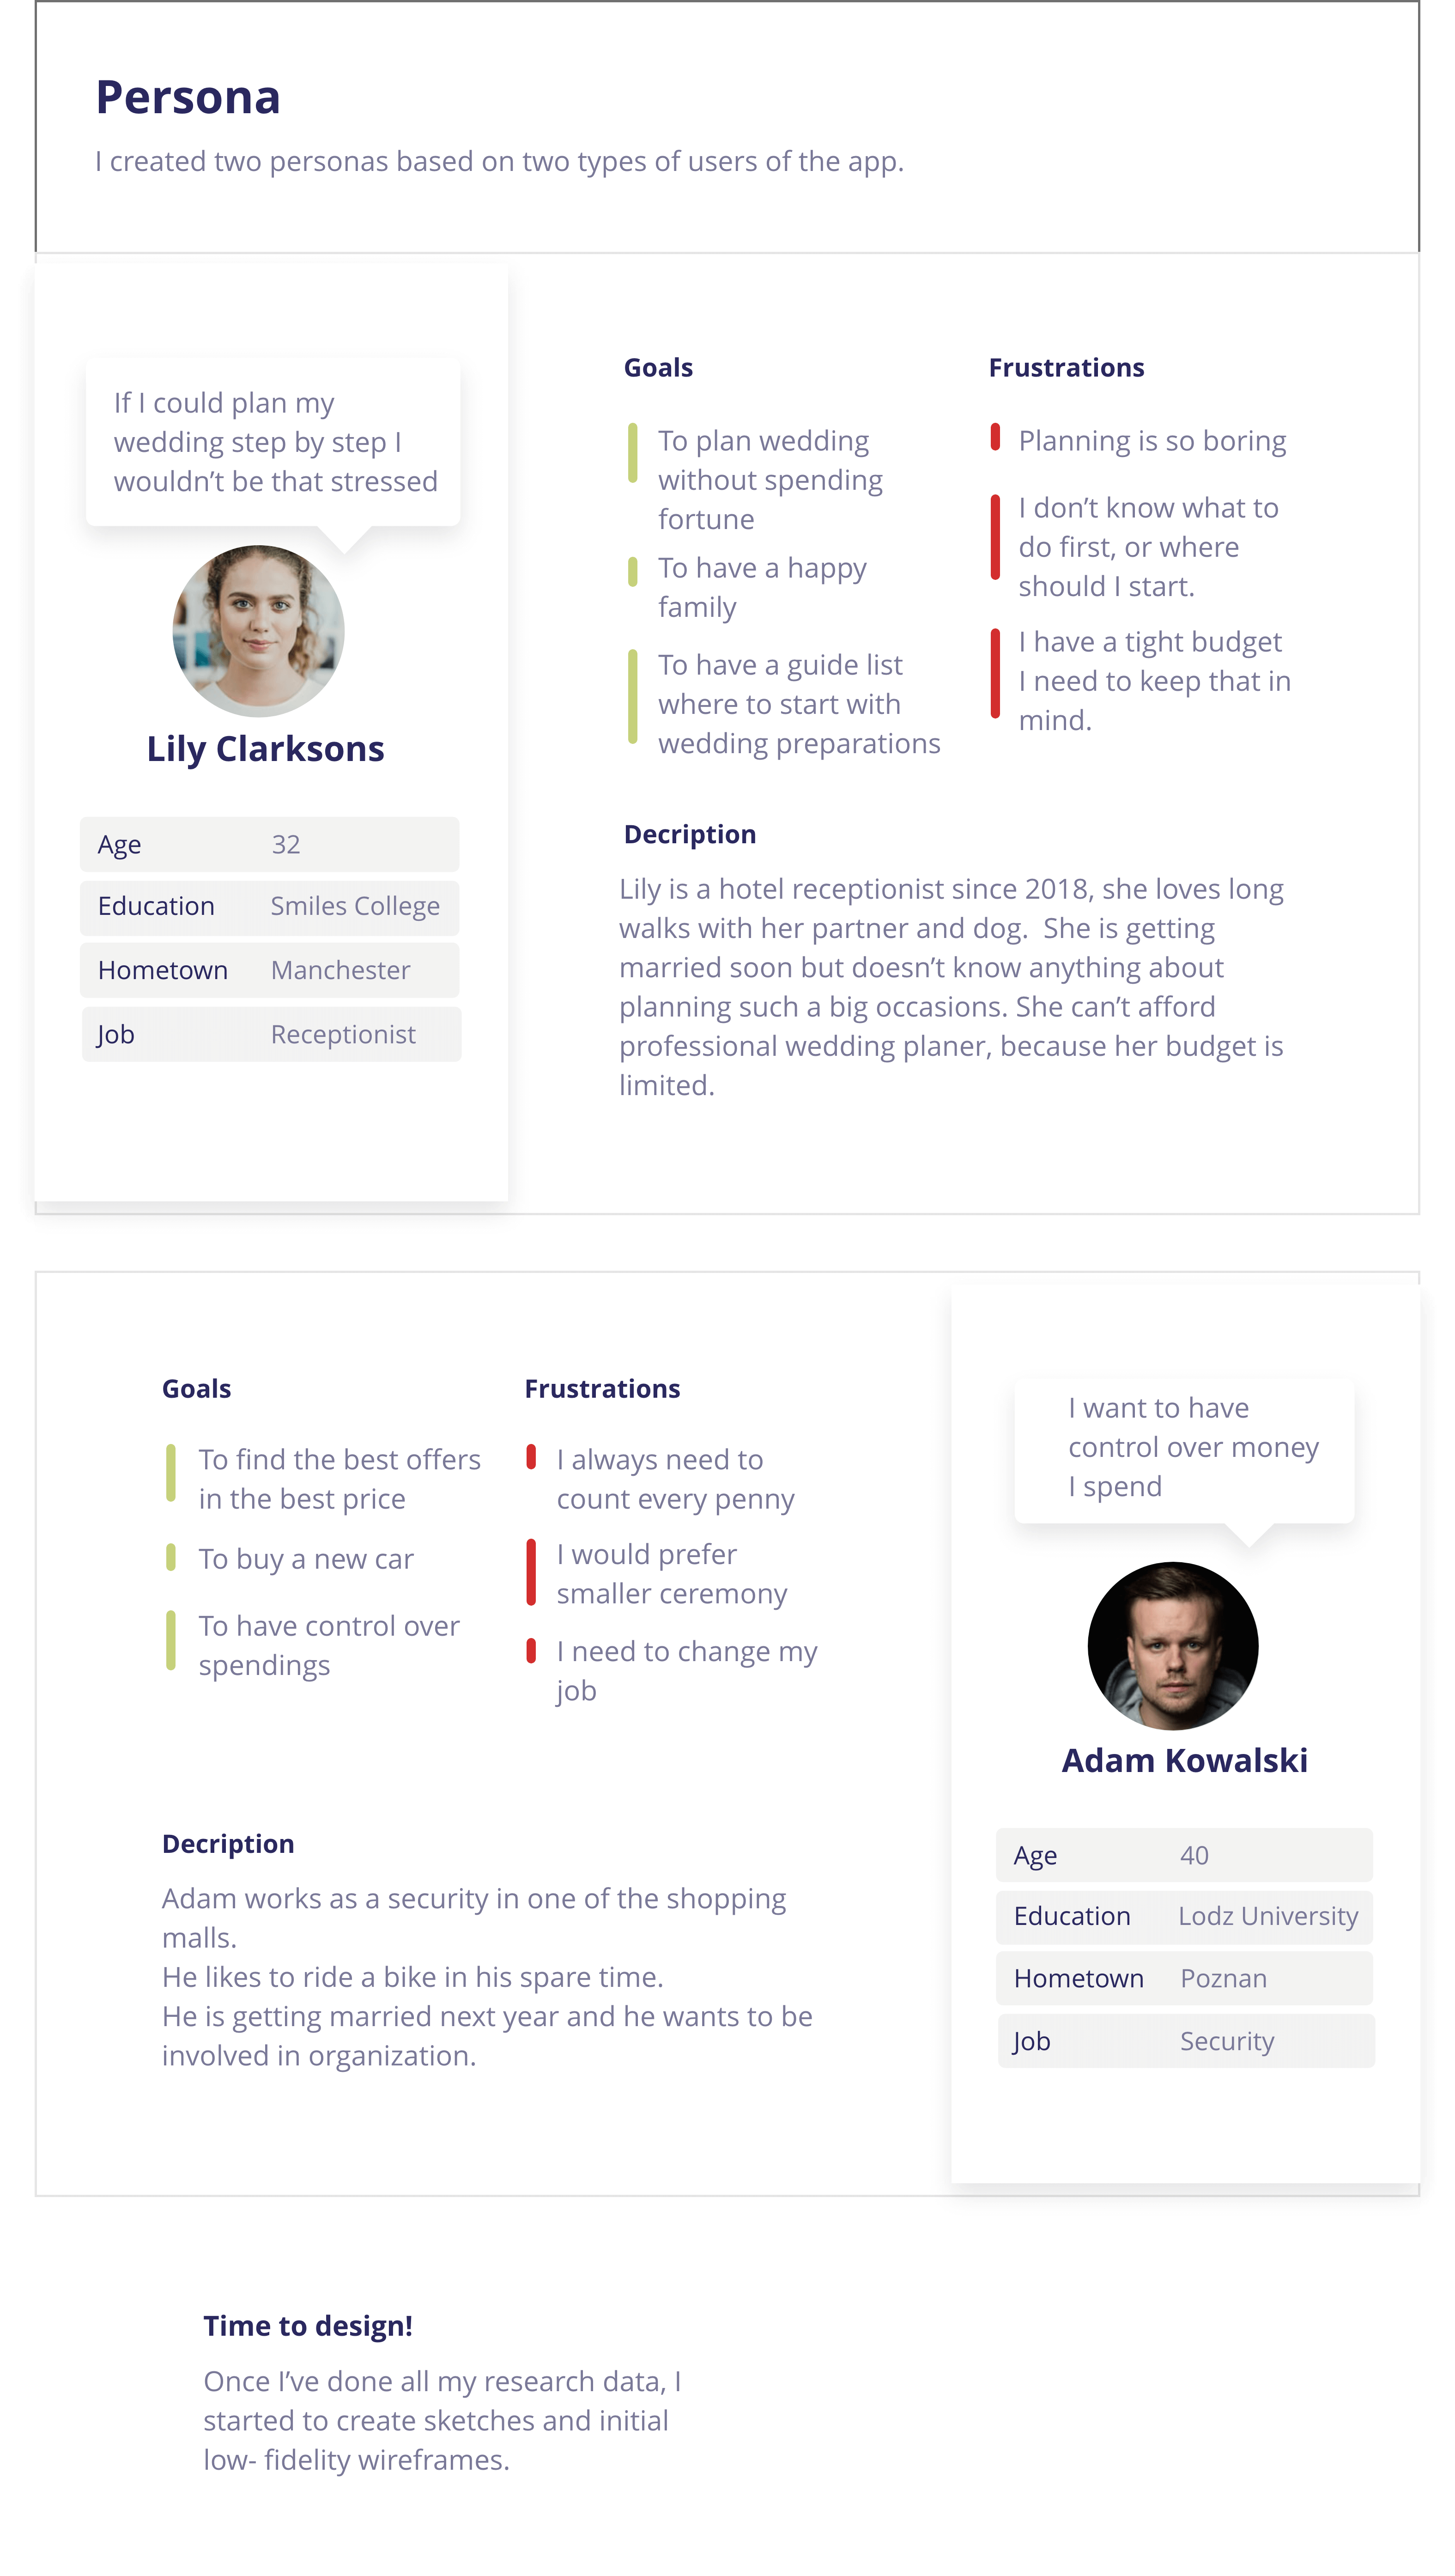 Persona
I created two personas based on two types of users of the app.
If I could plan my
wedding step by step I
wouldn’t be that stressed
Lily Clarksons
Age 32
Education Smiles College
Hometown Manchester
Job Receptionist
Goals
To plan wedding
without spending
fortune
To have a happy
family
To have a guide list
where to start with
wedding preparations
Frustrations
Planning is so boring
I don’t know what to
do first, or where
should I start.
I have a tight budget
I need to keep that in
mind.
Decription
Lily is a hotel receptionist since 2018, she loves long
walks with her partner and dog.  She is getting
married soon but doesn’t know anything about
planning such a big occasions. She can’t afford
professional wedding planer, because her budget is
limited.
Goals
To find the best offers
in the best price
To buy a new car
To have control over
spendings
Frustrations
I always need to
count every penny
I would prefer
smaller ceremony
I need to change my
job
Decription
Adam works as a security in one of the shopping
malls.
He likes to ride a bike in his spare time.
He is getting married next year and he wants to be
involved in organization.
I want to have
control over money
I spend
Adam Kowalski
Age 40
Education Lodz University
Hometown Poznan
Job Security
Time to design!
Once I’ve done all my research data, I
started to create sketches and initial
low- fidelity wireframes.